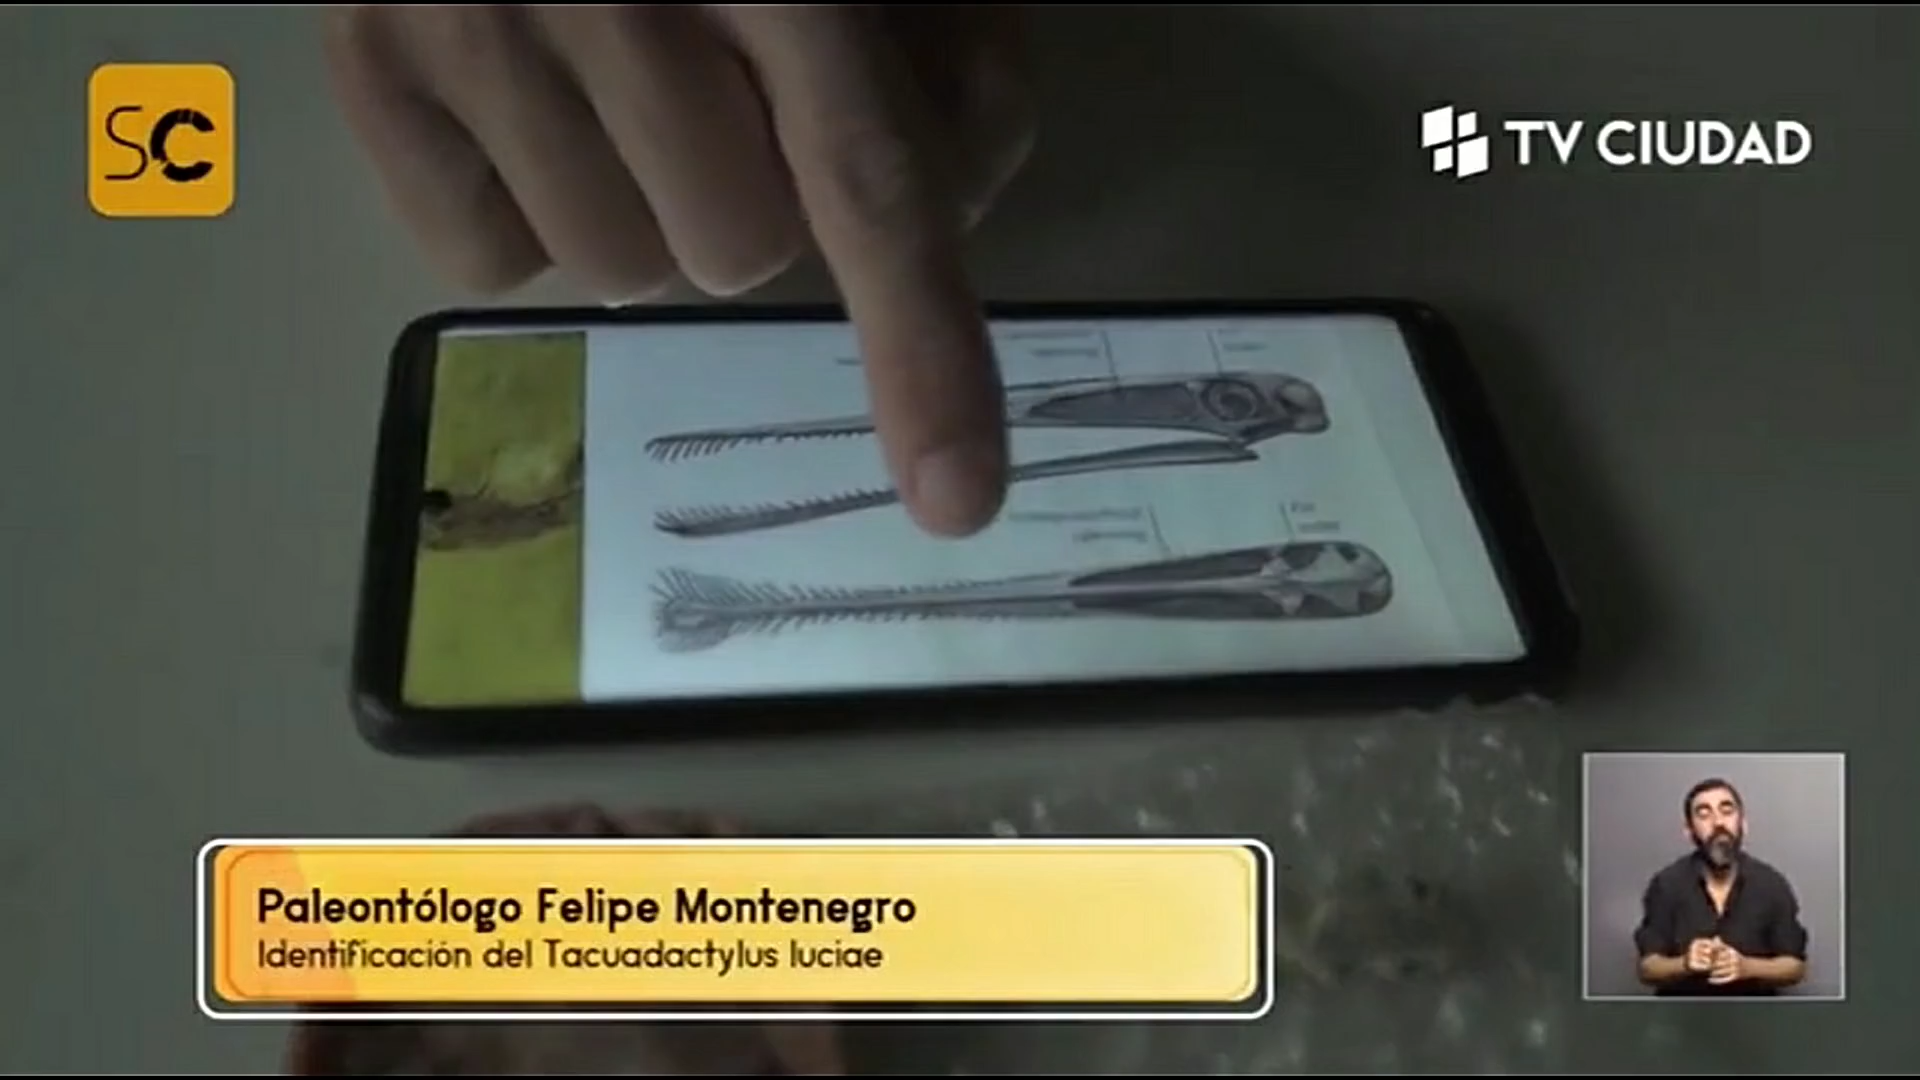 SC
TV CIUDAD
Paleontólogo Felipe Montenegro
Identificación del Tacuadactylus luciae